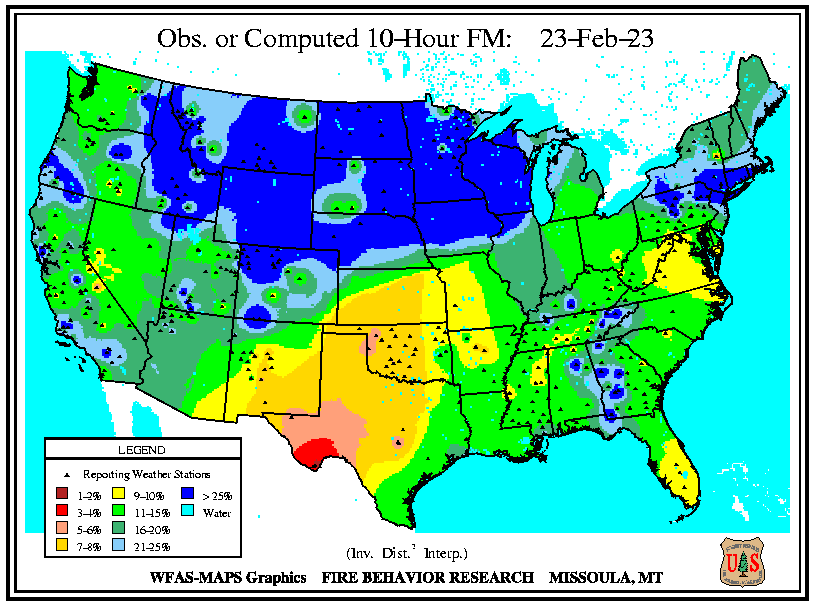 Obs. or Computed 10-Hour FM: 23-Feb-23
LEGEND
Reporting Weather Stations
1-2% 9-10% > 25%
3-4% 11-15% Water
5-6% 16-20%
7-8% 21-25%
(Inv. Dist.² Interp.)
WFAS-MAPS Graphics FIRE BEHAVIOR RESEARCH MISSOULA, MT
U S